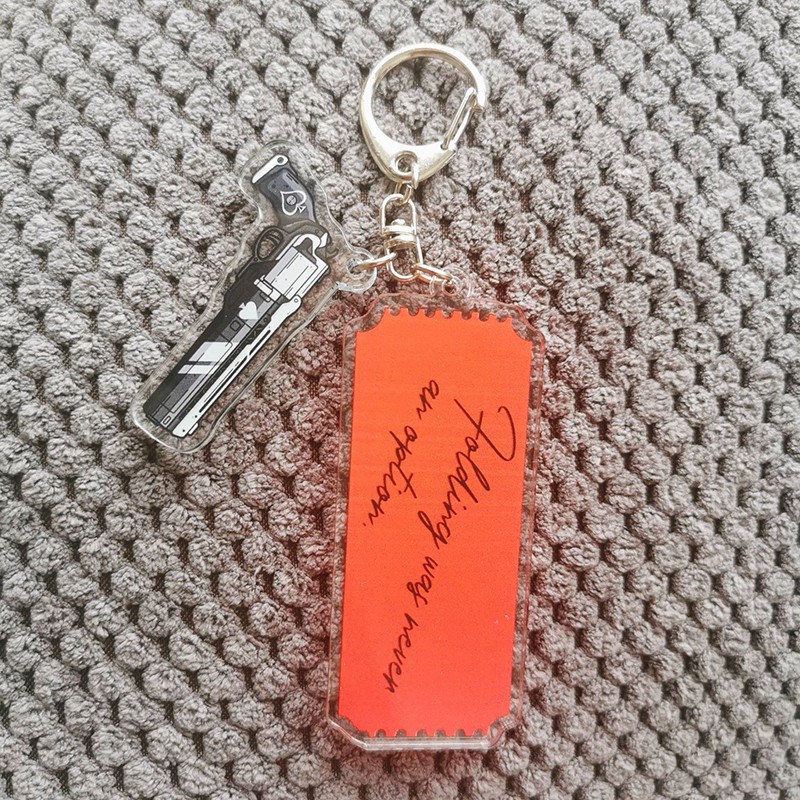 Folding was never
an option.